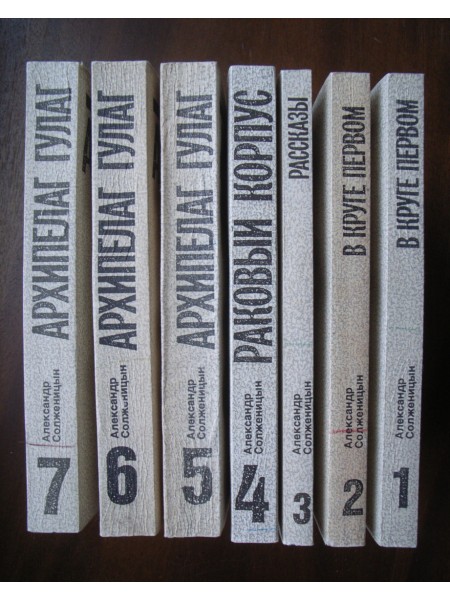 7 Александр Солженицын АРХИПЕЛАГ ГУЛАГ
6 Александр Солженицын АРХИПЕЛАГ ГУЛАГ
5 Александр Солженицын АРХИПЕЛАГ ГУЛАГ
4 Александр Солженицын РАКОВЫЙ КОРПУС
3 Александр Солженицын РАССКАЗЫ
2 Александр Солженицын В КРУГЕ ПЕРВОМ
1 Александр Солженицын В КРУГЕ ПЕРВОМ